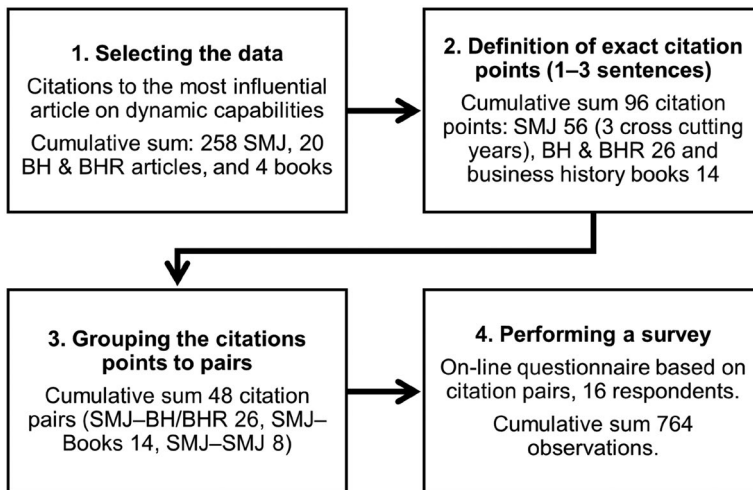 1. Selecting the data
Citations to the most influential
article on dynamic capabilities
Cumulative sum: 258 SMJ, 20
BH & BHR articles, and 4 books
2. Definition of exact citation
points (1–3 sentences)
Cumulative sum 96 citation
points: SMJ 56 (3 cross cutting
years), BH & BHR 26 and
business history books 14
3. Grouping the citations
points to pairs
Cumulative sum 48 citation
pairs (SMJ–BH/BHR 26, SMJ–
Books 14, SMJ–SMJ 8)
4. Performing a survey
On-line questionnaire based on
citation pairs, 16 respondents.
Cumulative sum 764
observations.